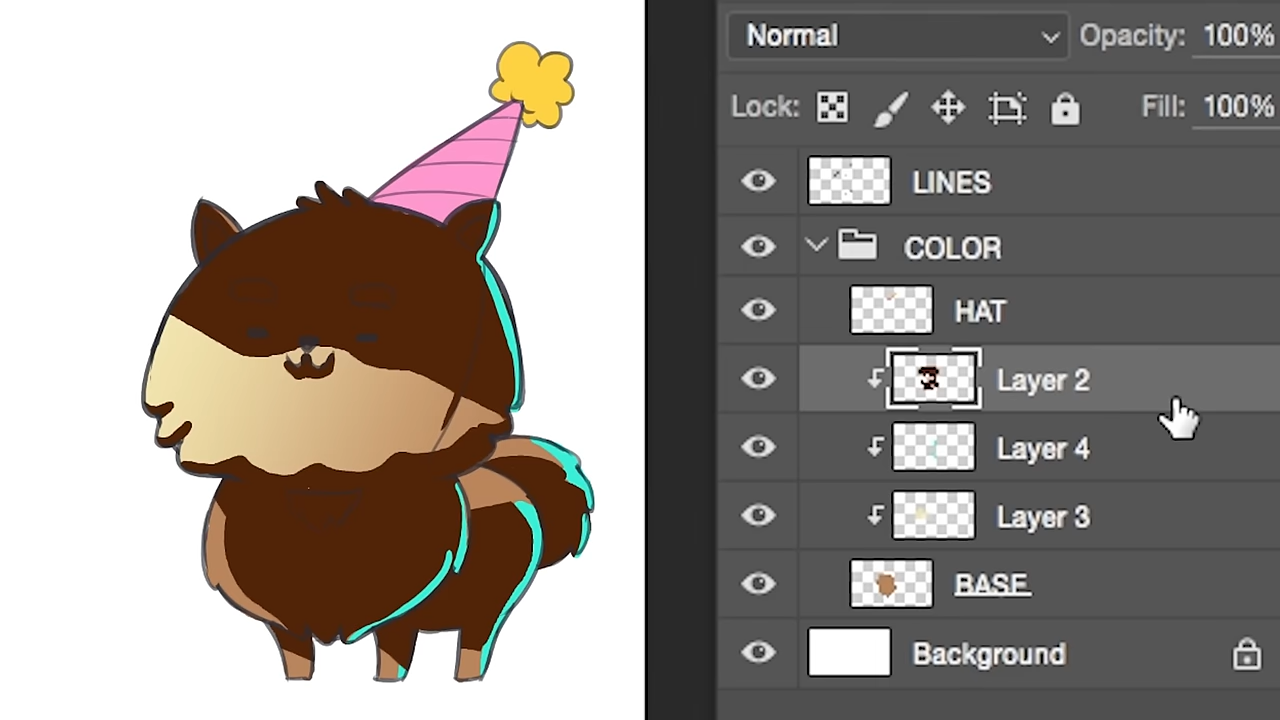 Normal Opacity: 100%
Lock: Fill: 100%
LINES
COLOR
HAT
Layer 2
Layer 4
Layer 3
BASE
Background